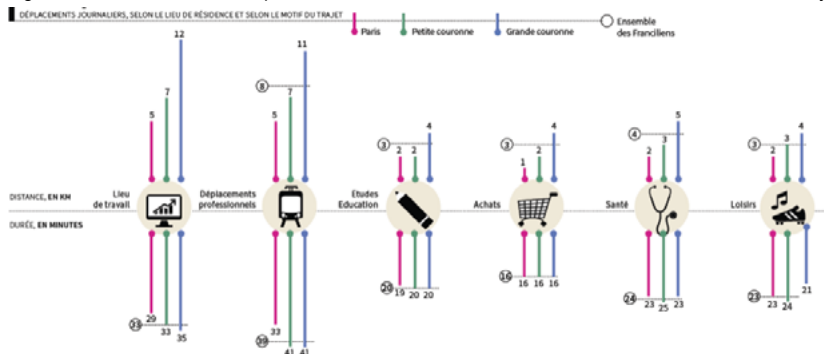 DÉPLACEMENTS JOURNALIERS, SELON LE LIEU DE RÉSIDENCE ET SELON LE MOTIF DU TRAJET
Paris
Petite couronne
Grande couronne
Ensemble
des Franciliens
12
11
5
7
8
5
7
3
2
2
4
3
1
2
4
4
2
3
5
3
2
3
4
DISTANCE, EN KM
Lieu
de travail
Déplacements
professionnels
Etudes
Education
Achats
Santé
Loisirs
DURÉE, EN MINUTES
29
33
35
33
41
41
39
20
19
20
20
16
16
16
16
24
23
25
23
23
23
24
21